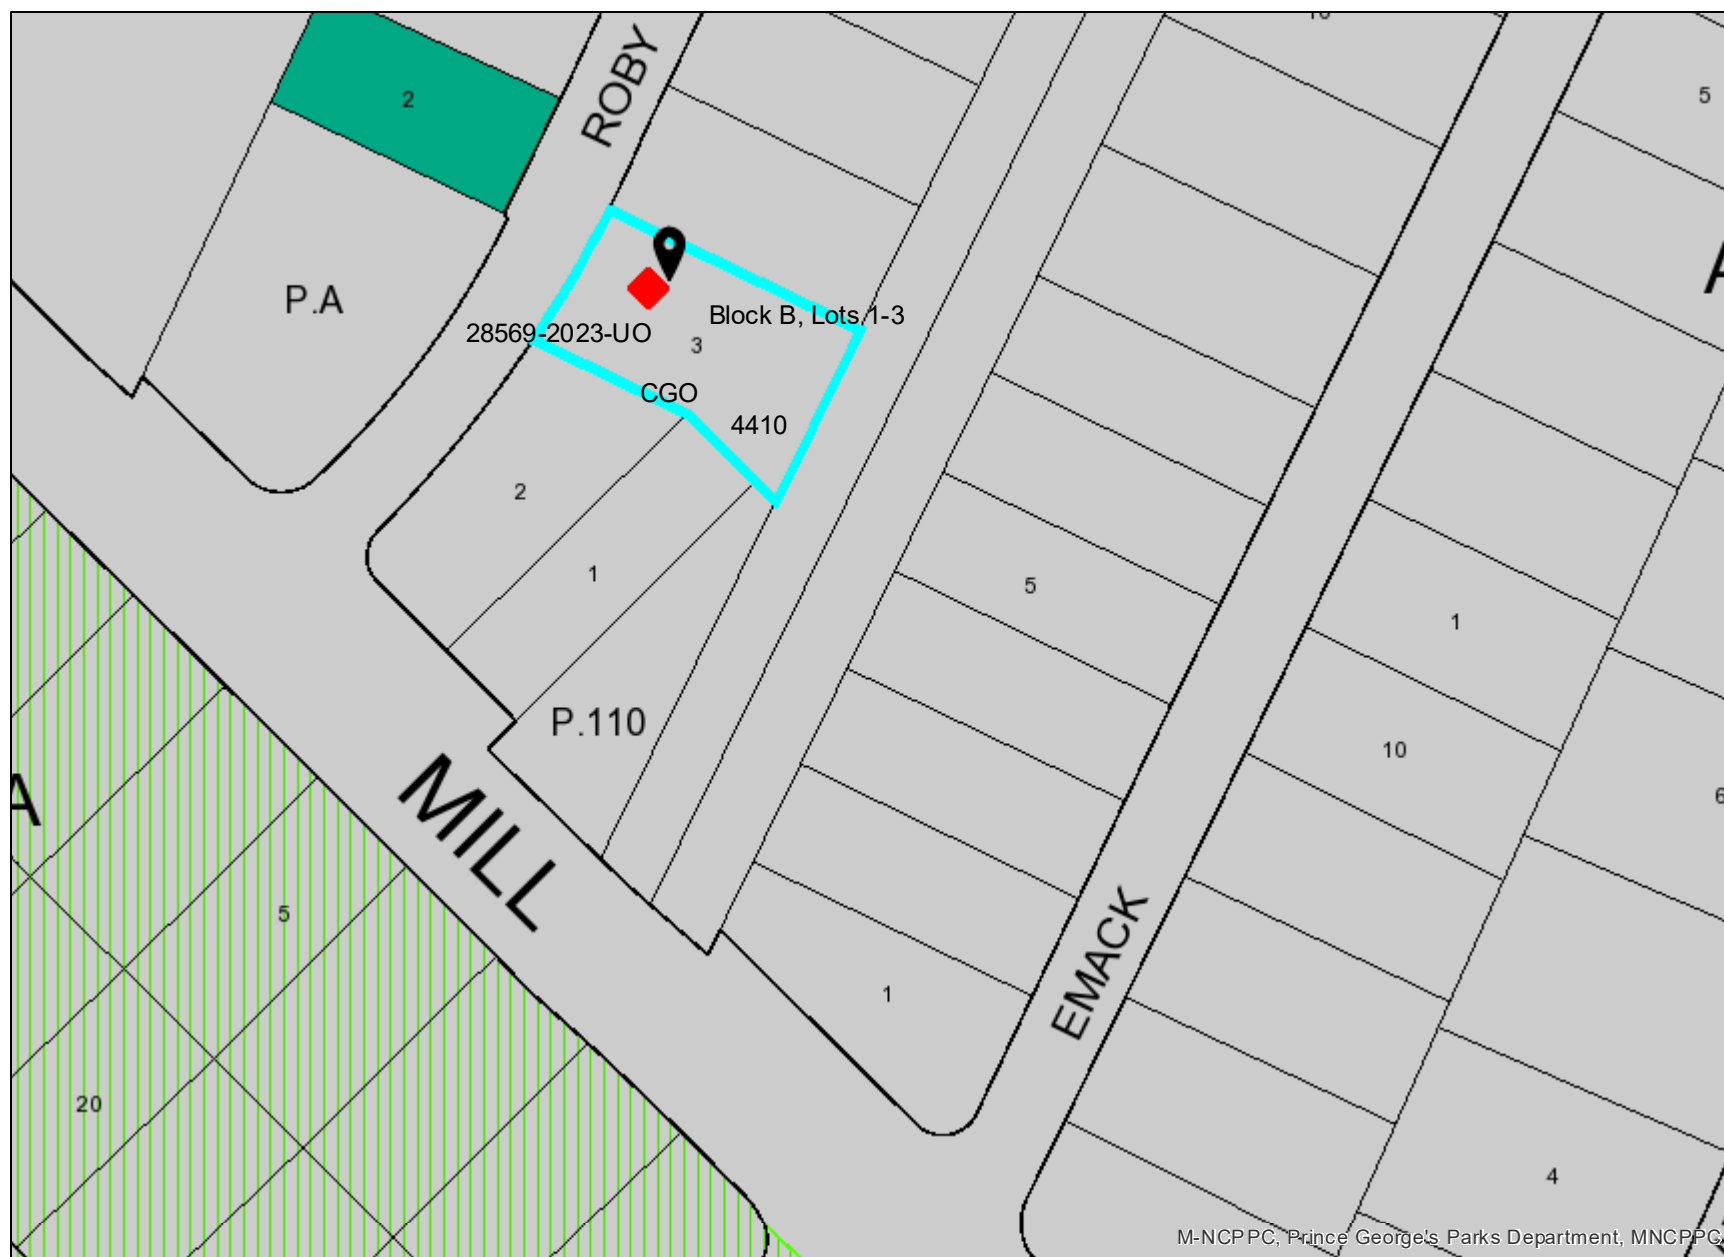 ROBY
2
5
P.A
Block B, Lots 1-3
28569-2023-UO
3
CGO
4410
2
1
5
1
P.110
10
MILL
5
EMACK
1
20
4
M-NCPPC, Prince George's Parks Department, MNCPPC